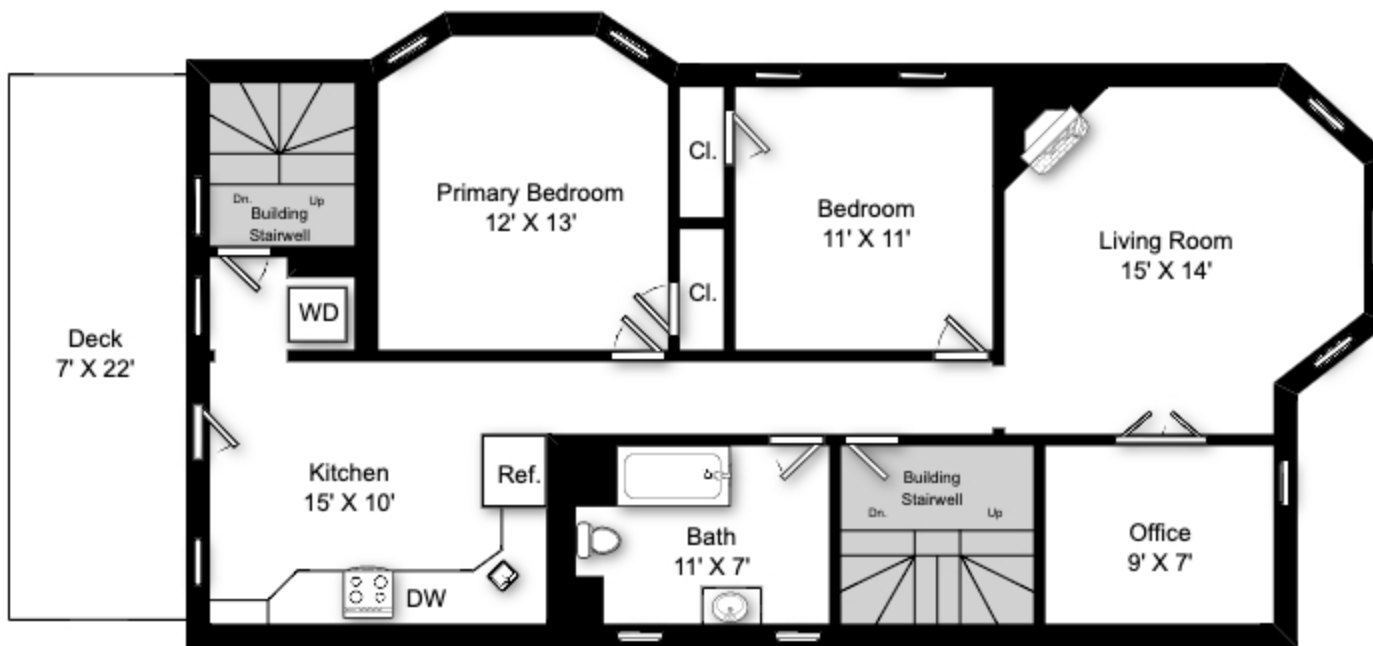 Deck
7' X 22'
Dn.
Up
Building
Stairwell
WD
Primary Bedroom
12' X 13'
Cl.
Cl.
Bedroom
11' X 11'
Living Room
15' X 14'
Kitchen
15' X 10'
Ref.
DW
Bath
11' X 7'
Building
Stairwell
Dn.
Up
Office
9' X 7'